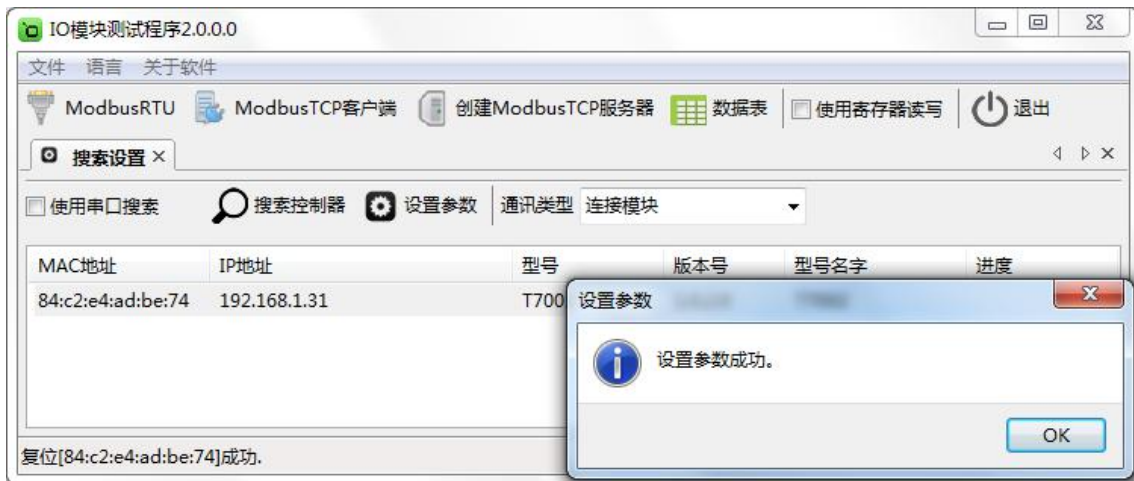 IO模块测试程序2.0.0.0
文件 语言 关于软件
ModbusRTU ModbusTCP客户端 创建ModbusTCP服务器 数据表 使用寄存器读写 退出
搜索设置
使用串口搜索 搜索控制器 设置参数 通讯类型 连接模块
MAC地址 IP地址 型号 版本号 型号名字 进度
84:c2:e4:ad:be:74 192.168.1.31 T700
设置参数
设置参数成功。
OK
复位[84:c2:e4:ad:be:74]成功.